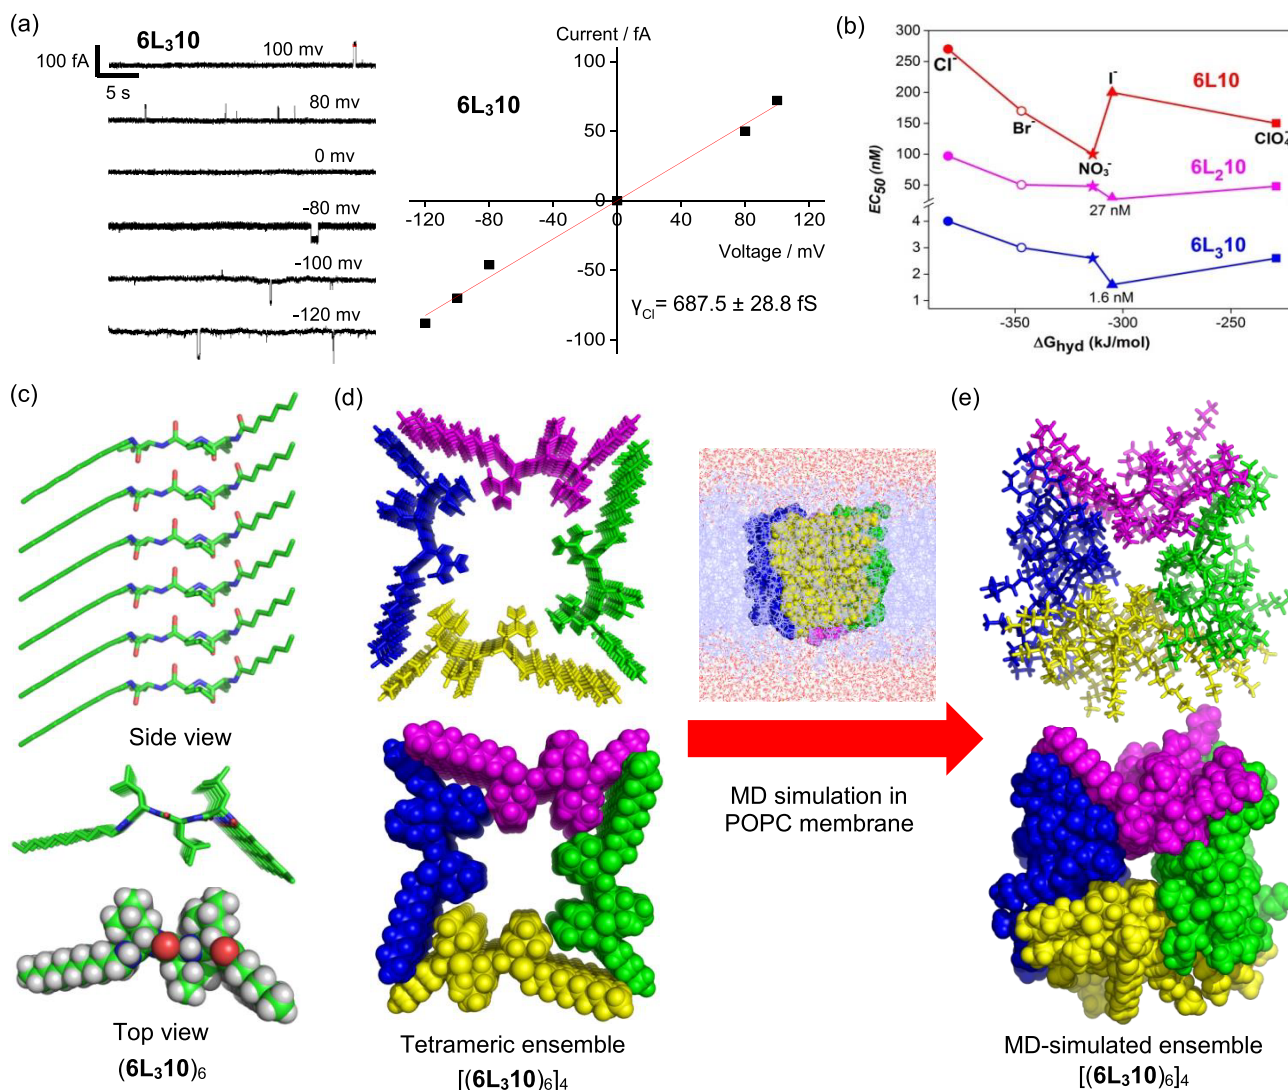 (a)
6L₃10
100 mv
100 fA
5 s
80 mv
0 mv
-80 mv
-100 mv
-120 mv
Current / fA
100
50
0
-50
-100
-120 -80 -40 0 40 80 120
Voltage / mV
6L₃10
γCl = 687.5 ± 28.8 fS
(b)
300
250
200
150
100
50
4
3
2
1
EC₅₀ (nM)
Cl⁻
Br⁻
NO₃⁻
I⁻
ClO₄⁻
6L10
6L₂10
27 nM
6L₃10
1.6 nM
-350 -300 -250
ΔGhyd (kJ/mol)
(c)
Side view
Top view
(6L₃10)₆
(d)
Tetrameric ensemble
[(6L₃10)₆]₄
MD simulation in
POPC membrane
(e)
MD-simulated ensemble
[(6L₃10)₆]₄